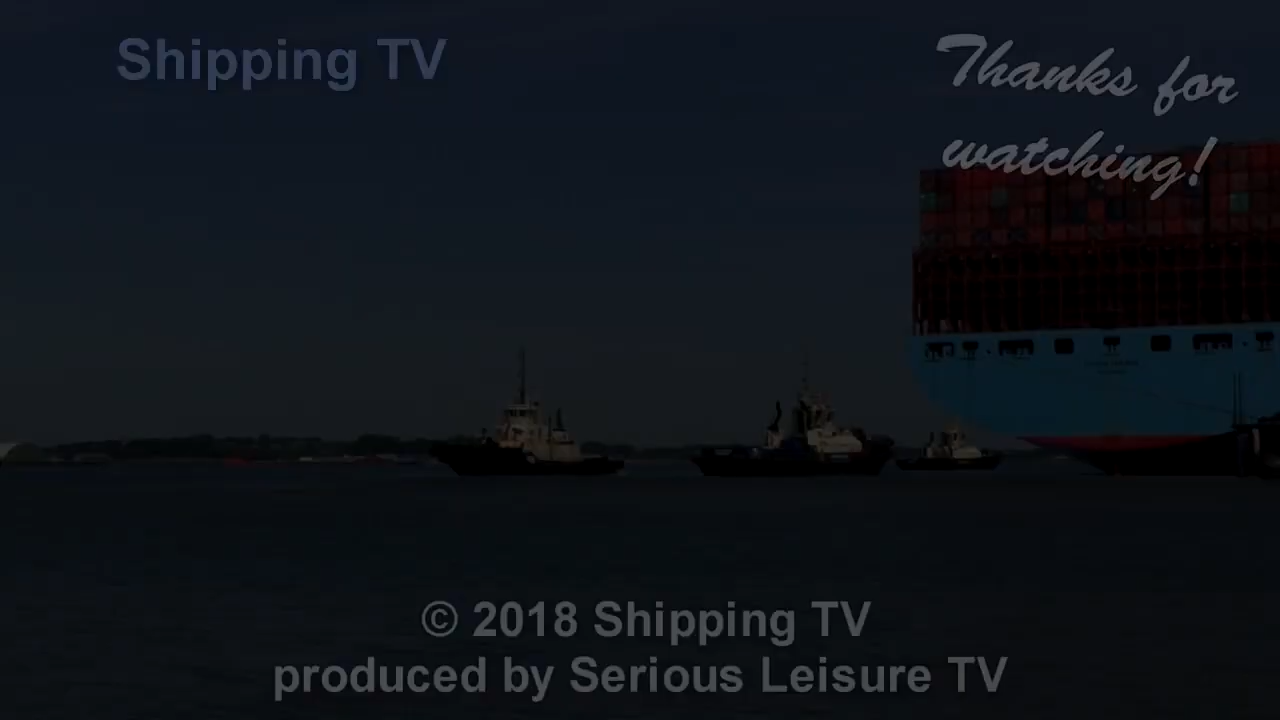 Shipping TV
Thanks for
watching!
© 2018 Shipping TV
produced by Serious Leisure TV